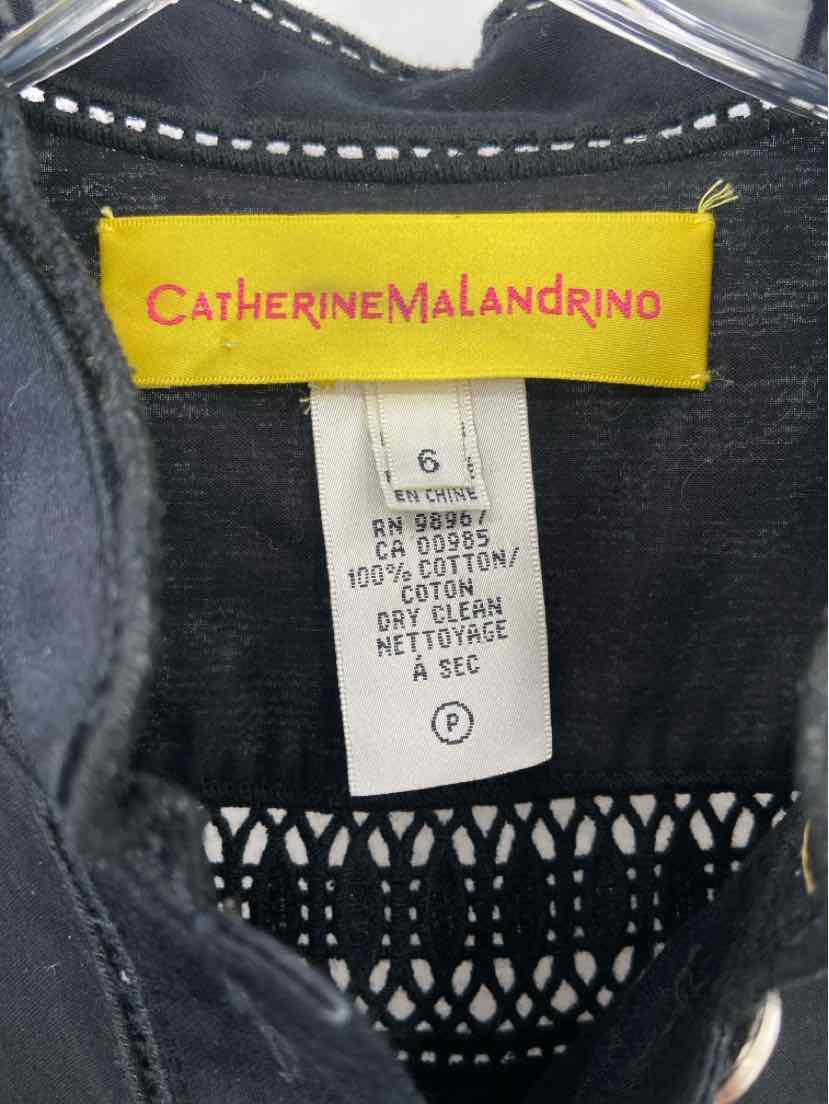 CATHERINEMALANDRINO
6
EN CHINE
RN 98967
CA 00985
100% COTTON/
COTON
DRY CLEAN
NETTOYAGE
À SEC
P